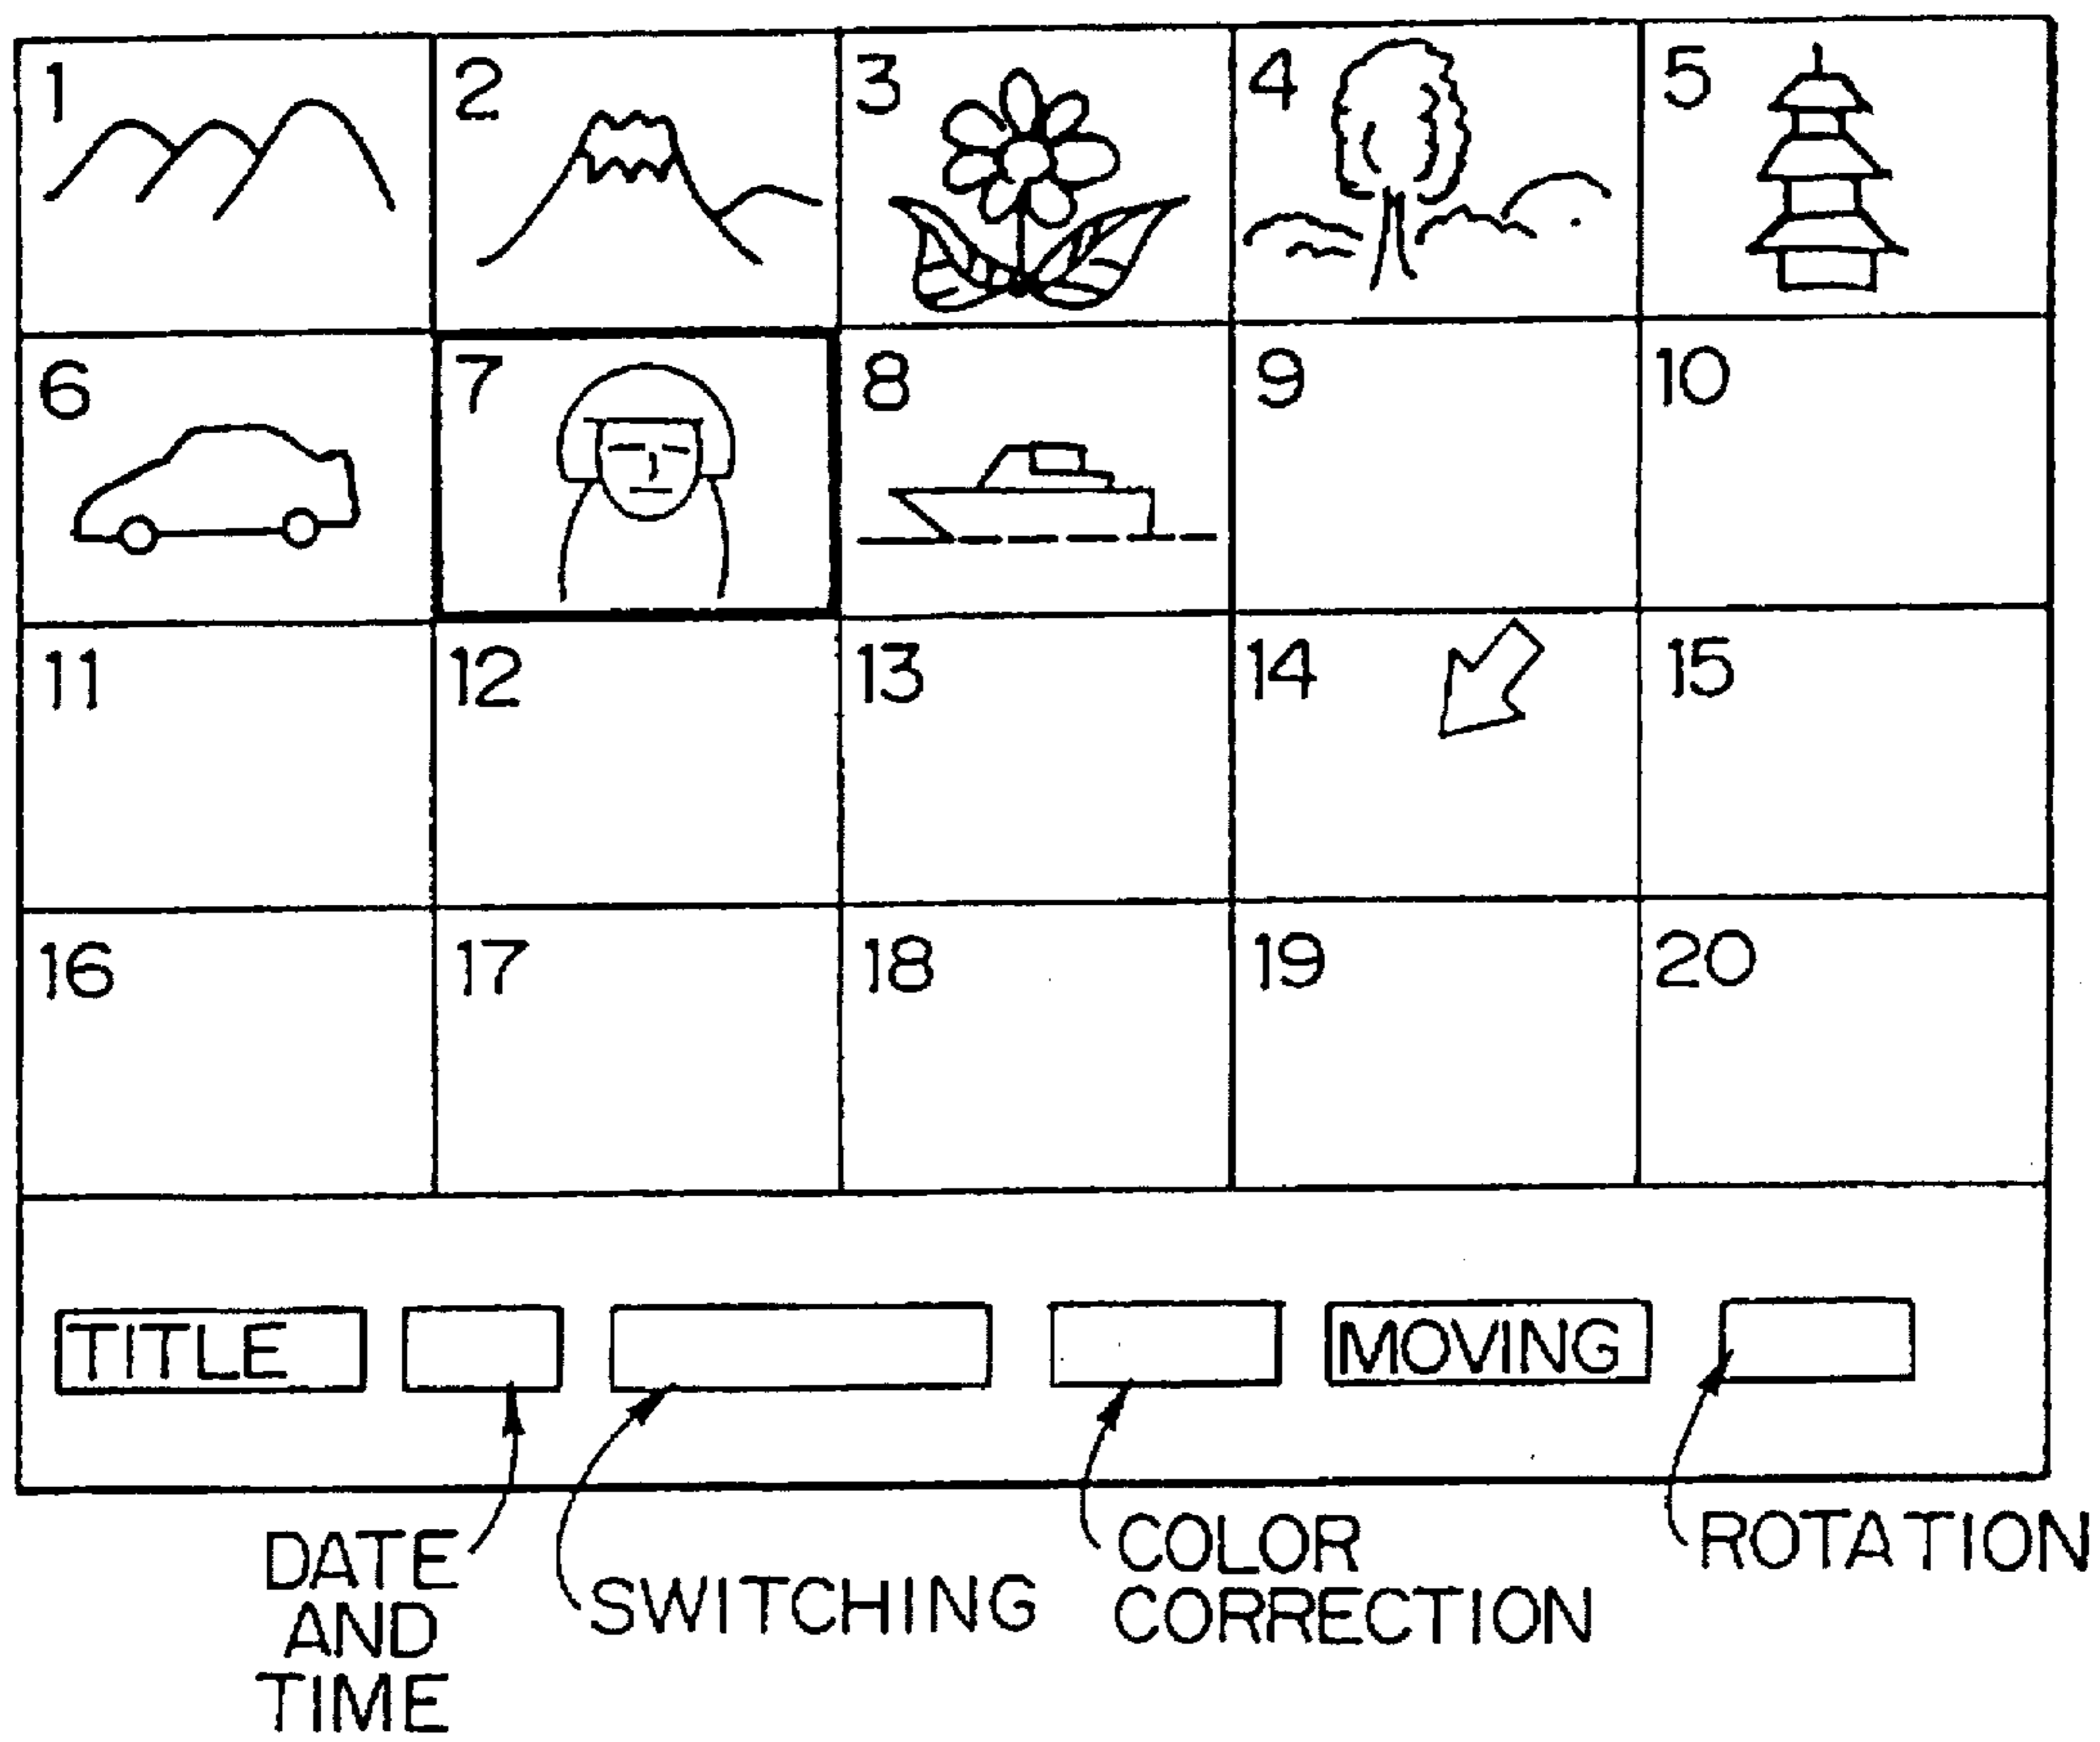 1 2 3 4 5
6 7 8 9 10
11 12 13 14 15
16 17 18 19 20
TITLE MOVING
DATE
AND
TIME
SWITCHING
COLOR
CORRECTION
ROTATION